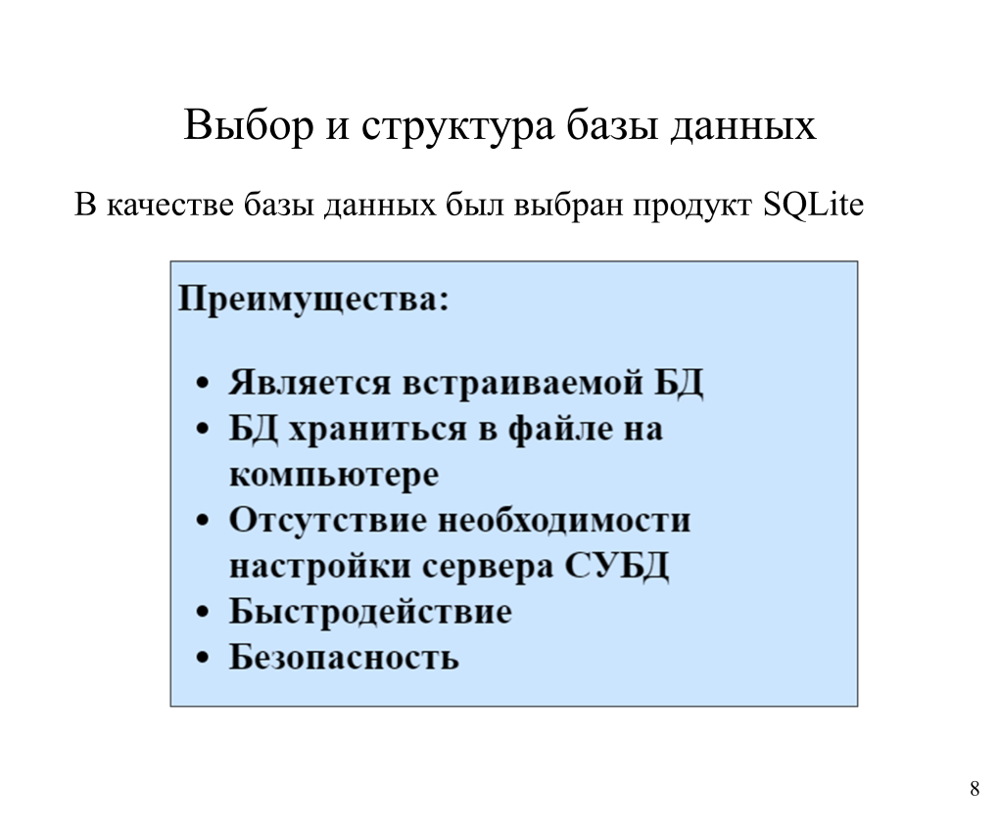 Выбор и структура базы данных
В качестве базы данных был выбран продукт SQLite
Преимущества:
• Является встраиваемой БД
• БД храниться в файле на
компьютере
• Отсутствие необходимости
настройки сервера СУБД
• Быстродействие
• Безопасность
8